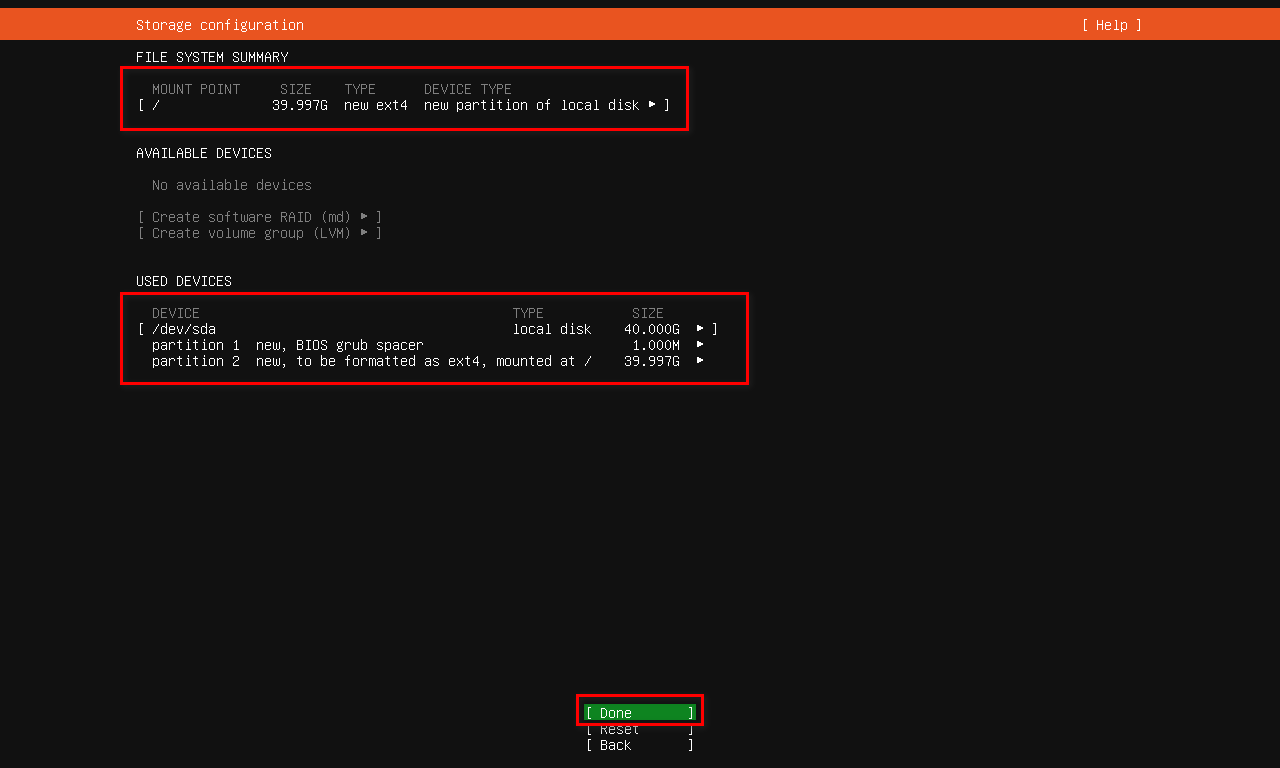 Storage configuration [ Help ]
FILE SYSTEM SUMMARY
MOUNT POINT SIZE TYPE DEVICE TYPE
[ / 39.997G new ext4 new partition of local disk ▸ ]
AVAILABLE DEVICES
No available devices
[ Create software RAID (md) ▸ ]
[ Create volume group (LVM) ▸ ]
USED DEVICES
DEVICE TYPE SIZE
[ /dev/sda local disk 40.000G ▸ ]
partition 1 new, BIOS grub spacer 1.000M ▸
partition 2 new, to be formatted as ext4, mounted at / 39.997G ▸
[ Done ]
[ Reset ]
[ Back ]